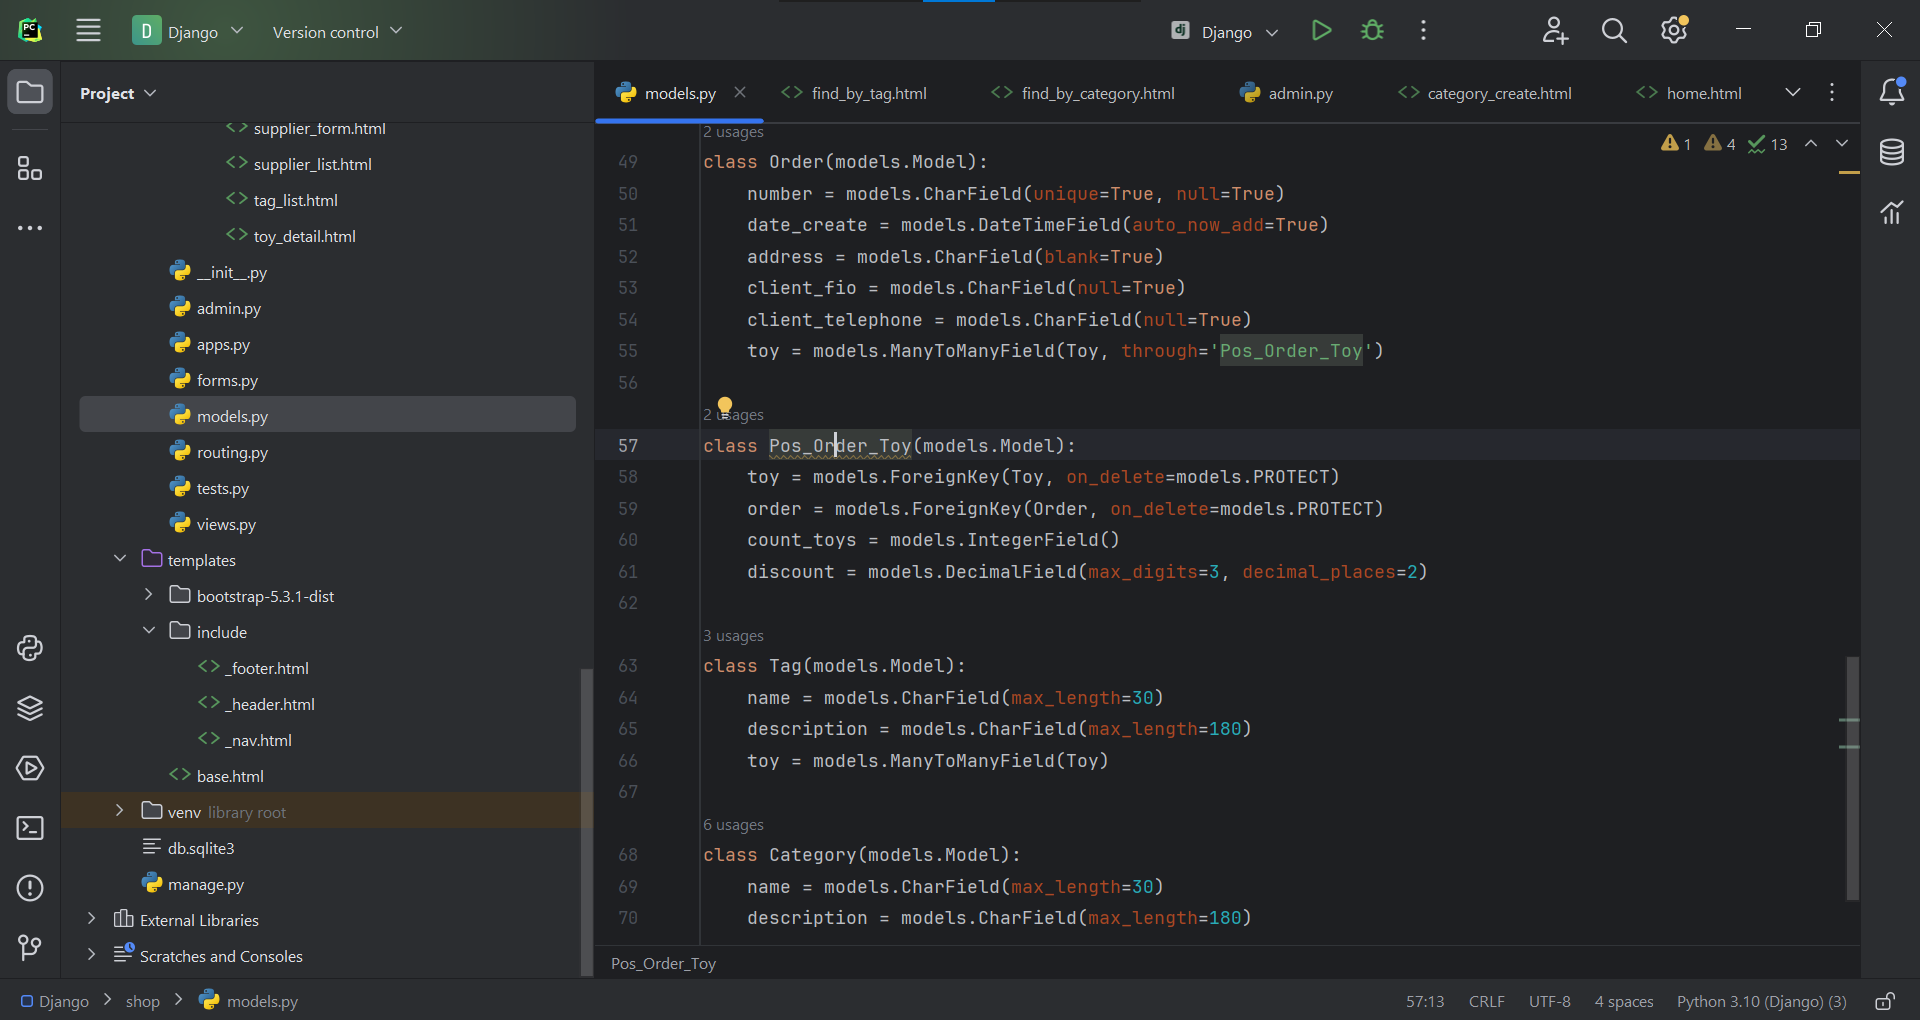 PC
D Django
Version control
dj Django
Project
models.py
find_by_tag.html
find_by_category.html
admin.py
category_create.html
home.html
supplier_form.html
supplier_list.html
tag_list.html
toy_detail.html
__init__.py
admin.py
apps.py
forms.py
models.py
routing.py
tests.py
views.py
templates
bootstrap-5.3.1-dist
include
_footer.html
_header.html
_nav.html
base.html
venv library root
db.sqlite3
manage.py
External Libraries
Scratches and Consoles
1 4 13
2 usages
49 class Order(models.Model):
50 number = models.CharField(unique=True, null=True)
51 date_create = models.DateTimeField(auto_now_add=True)
52 address = models.CharField(blank=True)
53 client_fio = models.CharField(null=True)
54 client_telephone = models.CharField(null=True)
55 toy = models.ManyToManyField(Toy, through='Pos_Order_Toy')
56
2 usages
57 class Pos_Order_Toy(models.Model):
58 toy = models.ForeignKey(Toy, on_delete=models.PROTECT)
59 order = models.ForeignKey(Order, on_delete=models.PROTECT)
60 count_toys = models.IntegerField()
61 discount = models.DecimalField(max_digits=3, decimal_places=2)
62
3 usages
63 class Tag(models.Model):
64 name = models.CharField(max_length=30)
65 description = models.CharField(max_length=180)
66 toy = models.ManyToManyField(Toy)
67
6 usages
68 class Category(models.Model):
69 name = models.CharField(max_length=30)
70 description = models.CharField(max_length=180)
Pos_Order_Toy
Django > shop > models.py
57:13 CRLF UTF-8 4 spaces Python 3.10 (Django) (3)